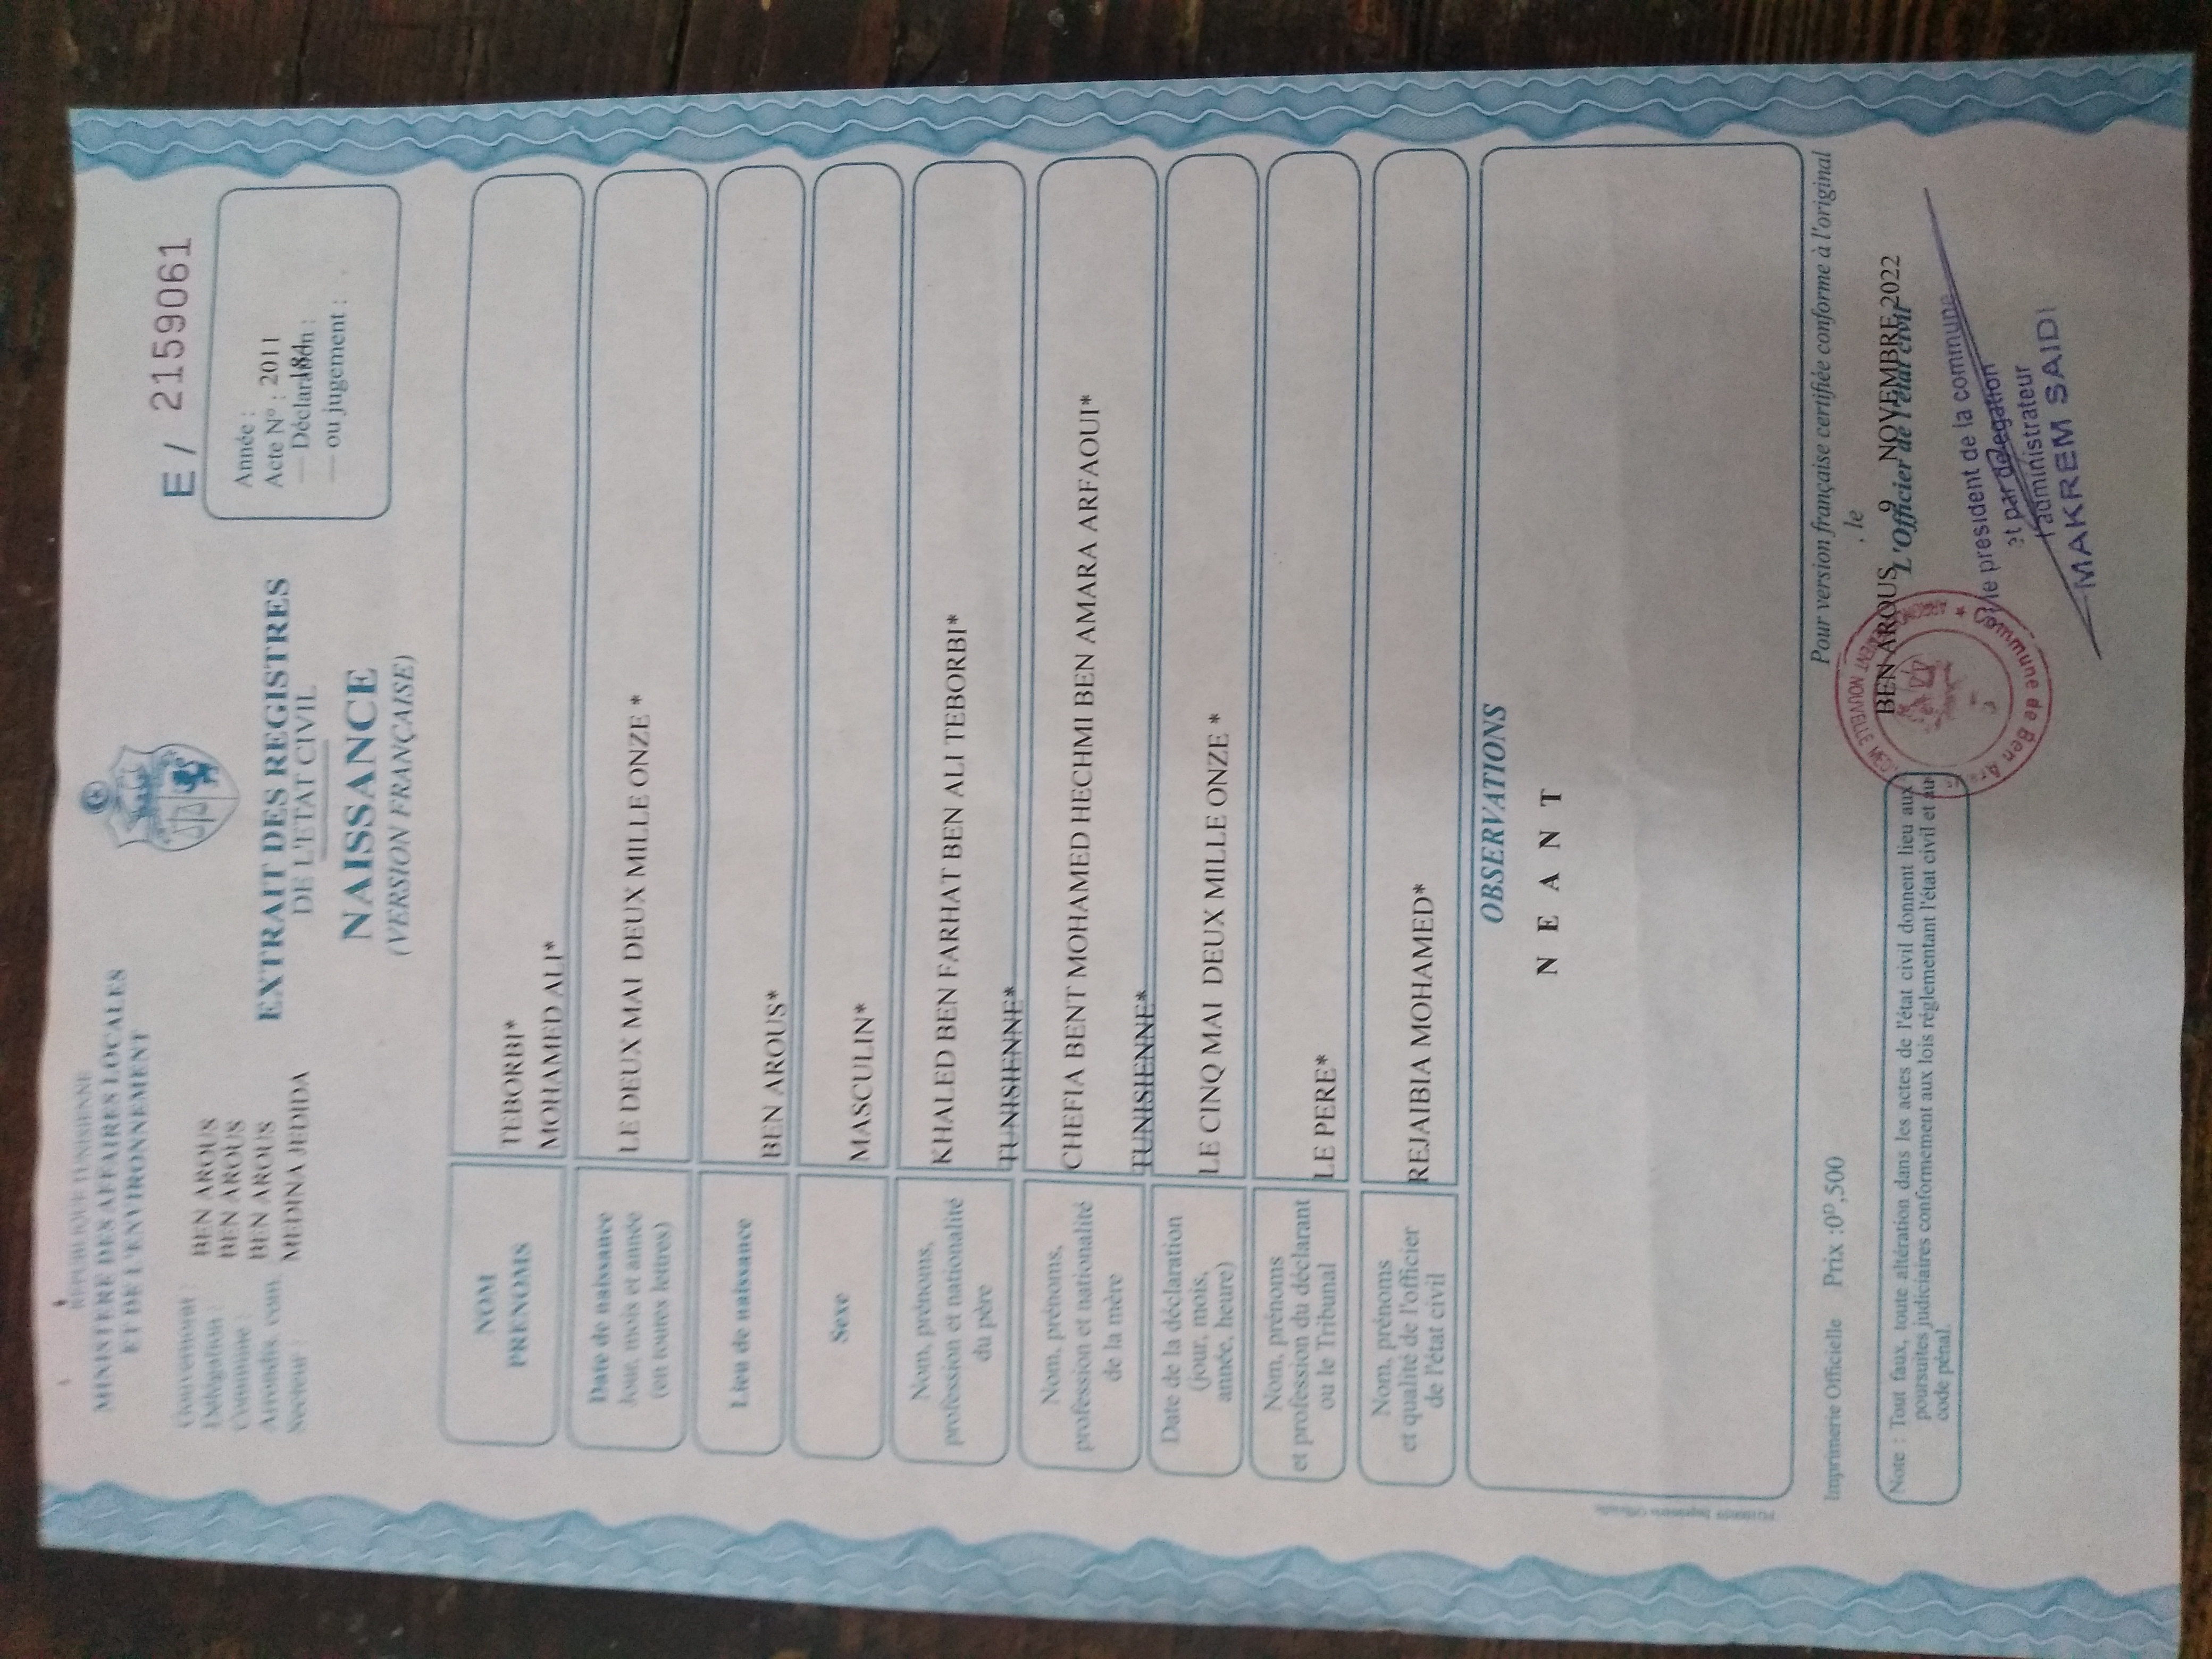 REPUBLIQUE TUNISIENNE
MINISTERE DES AFFAIRES LOCALES
ET DE L'ENVIRONNEMENT
Gouvernorat : BEN AROUS
Délégation : BEN AROUS
Commune : BEN AROUS
Arrondis. com. MEDINA JEDIDA
Secteur :
E / 2159061
Année :
Acte N° : 2011
— Déclaration : 184
— ou jugement :
EXTRAIT DES REGISTRES
DE L'ETAT CIVIL
NAISSANCE
(VERSION FRANÇAISE)
NOM TEBORBI*
PRENOMS MOHAMED ALI*
Date de naissance
Jour, mois et année
(en toutes lettres)
LE DEUX MAI DEUX MILLE ONZE *
Lieu de naissance BEN AROUS*
Sexe MASCULIN*
Nom, prénoms,
profession et nationalité
du père
KHALED BEN FARHAT BEN ALI TEBORBI*
TUNISIENNE*
Nom, prénoms,
profession et nationalité
de la mère
CHEFIA BENT MOHAMED HECHMI BEN AMARA ARFAOUI*
TUNISIENNE*
Date de la déclaration
(jour, mois,
année, heure)
LE CINQ MAI DEUX MILLE ONZE *
Nom, prénoms
et profession du déclarant
ou le Tribunal
LE PERE*
Nom, prénoms
et qualité de l'officier
de l'état civil
REJAIBIA MOHAMED*
OBSERVATIONS
N E A N T
Imprimerie Officielle Prix :0ᴰ,500
Pour version française certifiée conforme à l'original
, le
BEN AROUS 9 NOVEMBRE 2022
L'Officier de l'état civil
Note : Tout faux, toute altération dans les actes de l'état civil donnent lieu aux
poursuites judiciaires conformément aux lois réglementant l'état civil et au
code pénal.
Commune de Ben Arous
le president de la commune
et par delegation
l'administrateur
MAKREM SAIDI